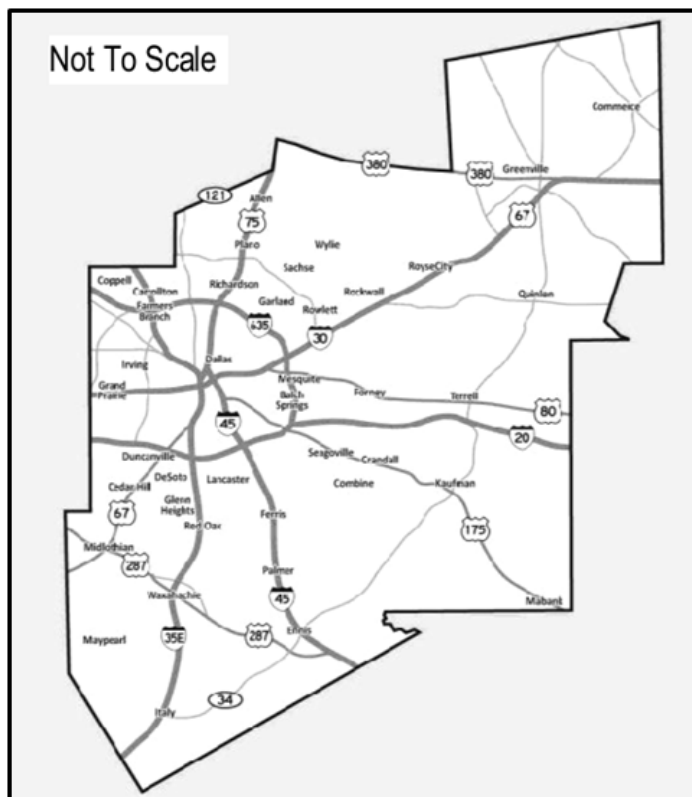 Not To Scale
Commerce
380
Greenville
380
121
Allen
67
75
Plano
Wylie
Sachse
RoyseCity
Coppell
Richardson
Rockwall
Quinlan
Carrollton
Garland
Farmers
Branch
Rowlett
635
30
Irving
Dallas
Mesquite
Grand
Prairie
Balch
Springs
Forney
Terrell
80
45
20
Duncanville
Seagoville
Crandall
DeSoto
Lancaster
Cedar Hill
Combine
Kaufman
Glenn
Heights
67
Ferris
Red Oak
175
Midlothian
287
Palmer
Waxahachie
45
Mabant
Maypearl
35E
287
Ennis
34
Italy